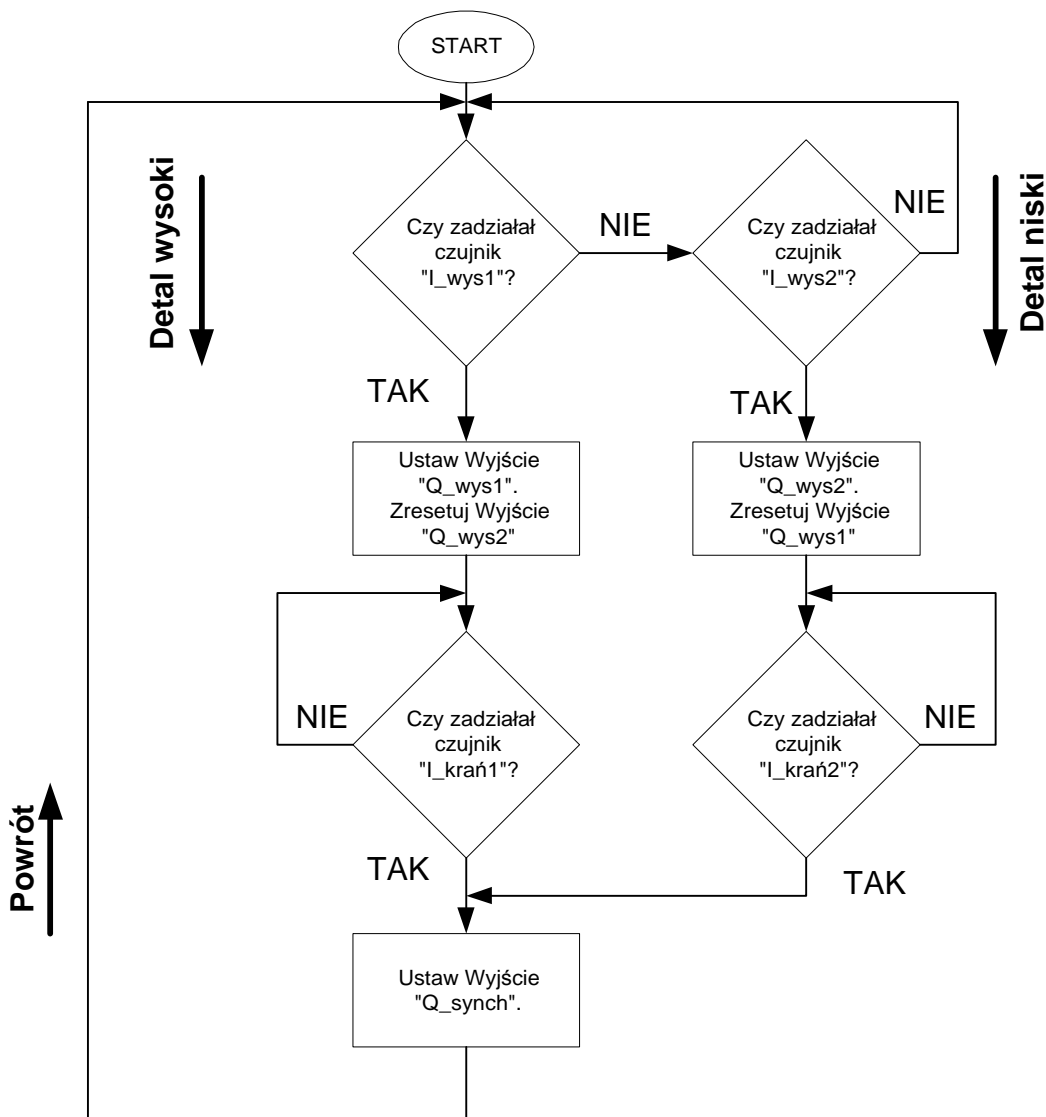 START
Detal wysoki
Czy zadziałał
czujnik
"I_wys1"?
NIE
Czy zadziałał
czujnik
"I_wys2"?
NIE
Detal niski
TAK
TAK
Ustaw Wyjście
"Q_wys1".
Zresetuj Wyjście
"Q_wys2"
Ustaw Wyjście
"Q_wys2".
Zresetuj Wyjście
"Q_wys1"
NIE
Czy zadziałał
czujnik
"I_krań1"?
Czy zadziałał
czujnik
"I_krań2"?
NIE
Powrót
TAK
TAK
Ustaw Wyjście
"Q_synch".